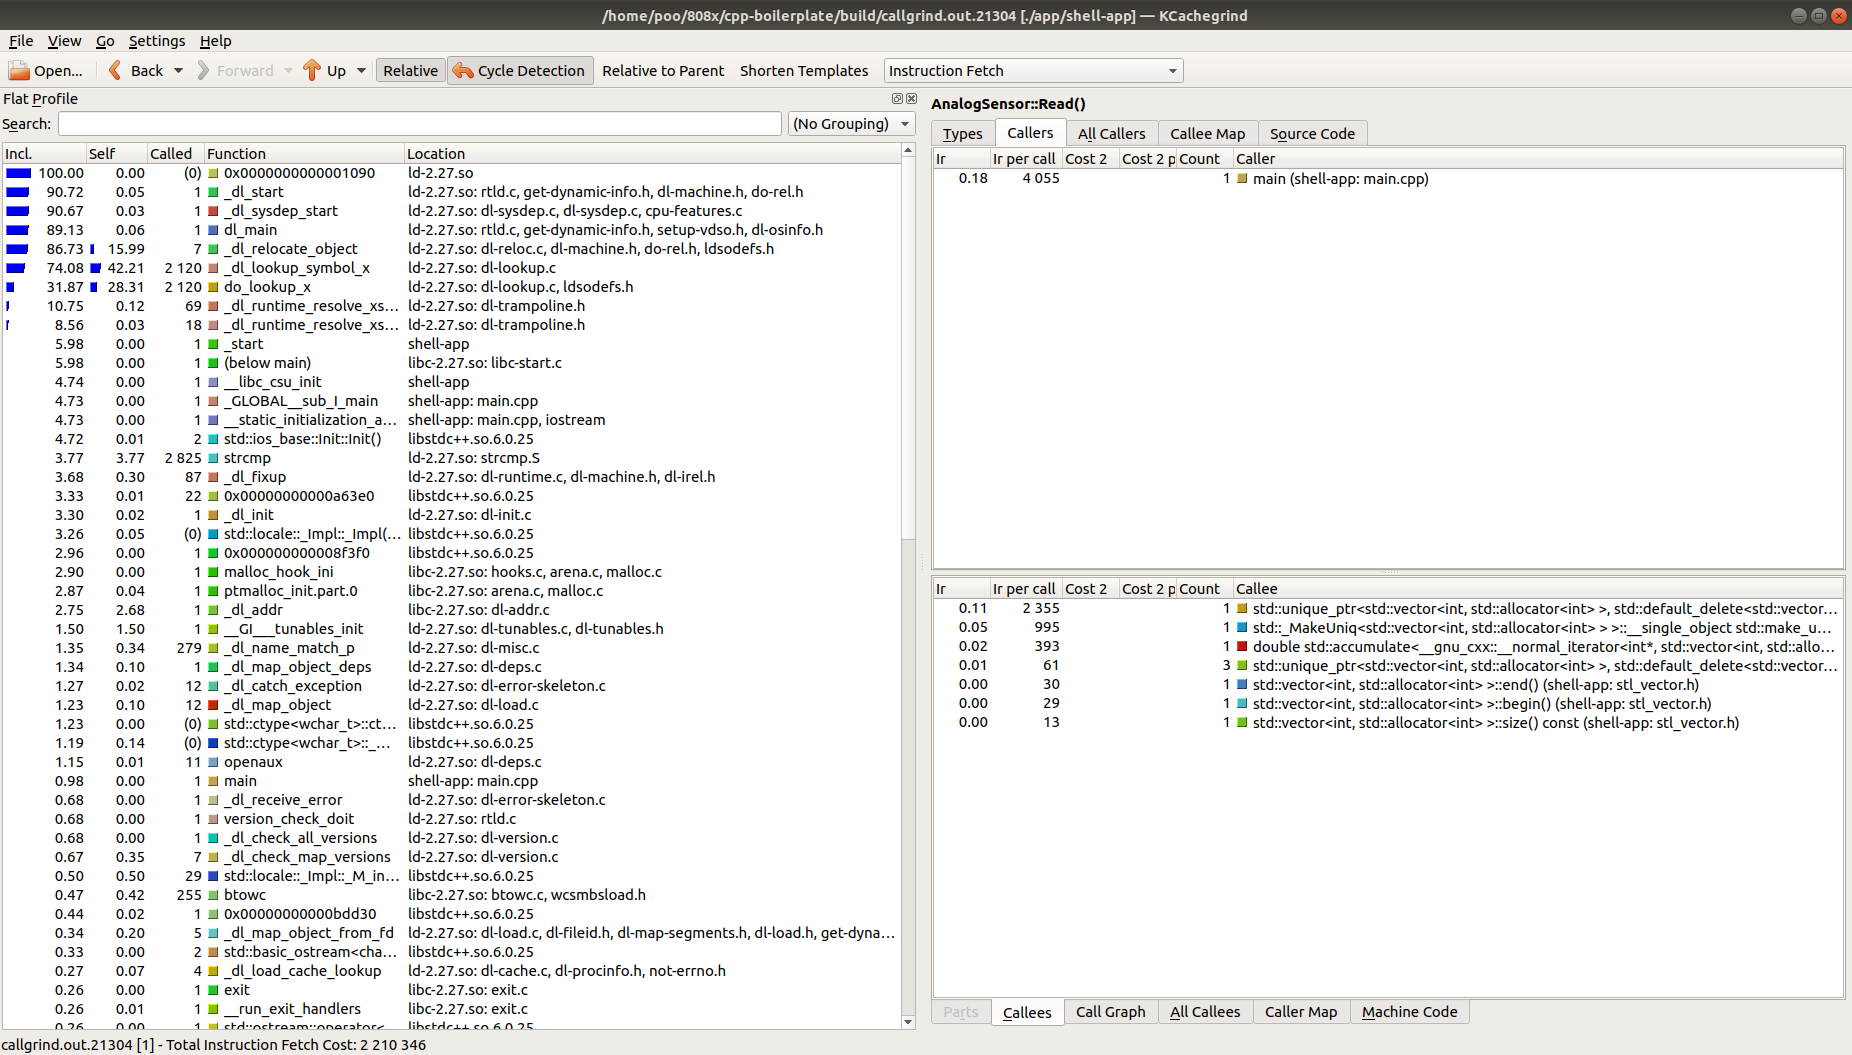 /home/poo/808x/cpp-boilerplate/build/callgrind.out.21304 [./app/shell-app] — KCachegrind
File View Go Settings Help
Open... Back Forward Up Relative Cycle Detection Relative to Parent Shorten Templates Instruction Fetch
Flat Profile
Search: (No Grouping)
Incl. Self Called Function Location
100.00 0.00 (0) 0x0000000000001090 ld-2.27.so
90.72 0.05 1 _dl_start ld-2.27.so: rtld.c, get-dynamic-info.h, dl-machine.h, do-rel.h
90.67 0.03 1 _dl_sysdep_start ld-2.27.so: dl-sysdep.c, dl-sysdep.c, cpu-features.c
89.13 0.06 1 dl_main ld-2.27.so: rtld.c, get-dynamic-info.h, setup-vdso.h, dl-osinfo.h
86.73 15.99 7 _dl_relocate_object ld-2.27.so: dl-reloc.c, dl-machine.h, do-rel.h, ldsodefs.h
74.08 42.21 2 120 _dl_lookup_symbol_x ld-2.27.so: dl-lookup.c
31.87 28.31 2 120 do_lookup_x ld-2.27.so: dl-lookup.c, ldsodefs.h
10.75 0.12 69 _dl_runtime_resolve_xs... ld-2.27.so: dl-trampoline.h
8.56 0.03 18 _dl_runtime_resolve_xs... ld-2.27.so: dl-trampoline.h
5.98 0.00 1 _start shell-app
5.98 0.00 1 (below main) libc-2.27.so: libc-start.c
4.74 0.00 1 __libc_csu_init shell-app
4.73 0.00 1 _GLOBAL__sub_I_main shell-app: main.cpp
4.73 0.00 1 __static_initialization_a... shell-app: main.cpp, iostream
4.72 0.01 2 std::ios_base::Init::Init() libstdc++.so.6.0.25
3.77 3.77 2 825 strcmp ld-2.27.so: strcmp.S
3.68 0.30 87 _dl_fixup ld-2.27.so: dl-runtime.c, dl-machine.h, dl-irel.h
3.33 0.01 22 0x00000000000a63e0 libstdc++.so.6.0.25
3.30 0.02 1 _dl_init ld-2.27.so: dl-init.c
3.26 0.05 (0) std::locale::_Impl::_Impl(... libstdc++.so.6.0.25
2.96 0.00 1 0x000000000008f3f0 libstdc++.so.6.0.25
2.90 0.00 1 malloc_hook_ini libc-2.27.so: hooks.c, arena.c, malloc.c
2.87 0.04 1 ptmalloc_init.part.0 libc-2.27.so: arena.c, malloc.c
2.75 2.68 1 _dl_addr libc-2.27.so: dl-addr.c
1.50 1.50 1 __GI___tunables_init ld-2.27.so: dl-tunables.c, dl-tunables.h
1.35 0.34 279 _dl_name_match_p ld-2.27.so: dl-misc.c
1.34 0.10 1 _dl_map_object_deps ld-2.27.so: dl-deps.c
1.27 0.02 12 _dl_catch_exception ld-2.27.so: dl-error-skeleton.c
1.23 0.10 12 _dl_map_object ld-2.27.so: dl-load.c
1.23 0.00 (0) std::ctype<wchar_t>::ct... libstdc++.so.6.0.25
1.19 0.14 (0) std::ctype<wchar_t>::_... libstdc++.so.6.0.25
1.15 0.01 11 openaux ld-2.27.so: dl-deps.c
0.98 0.00 1 main shell-app: main.cpp
0.68 0.00 1 _dl_receive_error ld-2.27.so: dl-error-skeleton.c
0.68 0.00 1 version_check_doit ld-2.27.so: rtld.c
0.68 0.00 1 _dl_check_all_versions ld-2.27.so: dl-version.c
0.67 0.35 7 _dl_check_map_versions ld-2.27.so: dl-version.c
0.50 0.50 29 std::locale::_Impl::_M_in... libstdc++.so.6.0.25
0.47 0.42 255 btowc libc-2.27.so: btowc.c, wcsmbsload.h
0.44 0.02 1 0x00000000000bdd30 libstdc++.so.6.0.25
0.34 0.20 5 _dl_map_object_from_fd ld-2.27.so: dl-load.c, dl-fileid.h, dl-map-segments.h, dl-load.h, get-dyna...
0.33 0.00 2 std::basic_ostream<cha... libstdc++.so.6.0.25
0.27 0.07 4 _dl_load_cache_lookup ld-2.27.so: dl-cache.c, dl-procinfo.h, not-errno.h
0.26 0.00 1 exit libc-2.27.so: exit.c
0.26 0.01 1 __run_exit_handlers libc-2.27.so: exit.c
0.26 0.00 1 std::ostream::operator< libstdc++.so.6.0.25
AnalogSensor::Read()
Types Callers All Callers Callee Map Source Code
Ir Ir per call Cost 2 Cost 2 p Count Caller
0.18 4 055 1 main (shell-app: main.cpp)
Ir Ir per call Cost 2 Cost 2 p Count Callee
0.11 2 355 1 std::unique_ptr<std::vector<int, std::allocator<int> >, std::default_delete<std::vector...
0.05 995 1 std::_MakeUniq<std::vector<int, std::allocator<int> > >::__single_object std::make_u...
0.02 393 1 double std::accumulate<__gnu_cxx::__normal_iterator<int*, std::vector<int, std::allo...
0.01 61 3 std::unique_ptr<std::vector<int, std::allocator<int> >, std::default_delete<std::vector...
0.00 30 1 std::vector<int, std::allocator<int> >::end() (shell-app: stl_vector.h)
0.00 29 1 std::vector<int, std::allocator<int> >::begin() (shell-app: stl_vector.h)
0.00 13 1 std::vector<int, std::allocator<int> >::size() const (shell-app: stl_vector.h)
Parts Callees Call Graph All Callees Caller Map Machine Code
callgrind.out.21304 [1] - Total Instruction Fetch Cost: 2 210 346